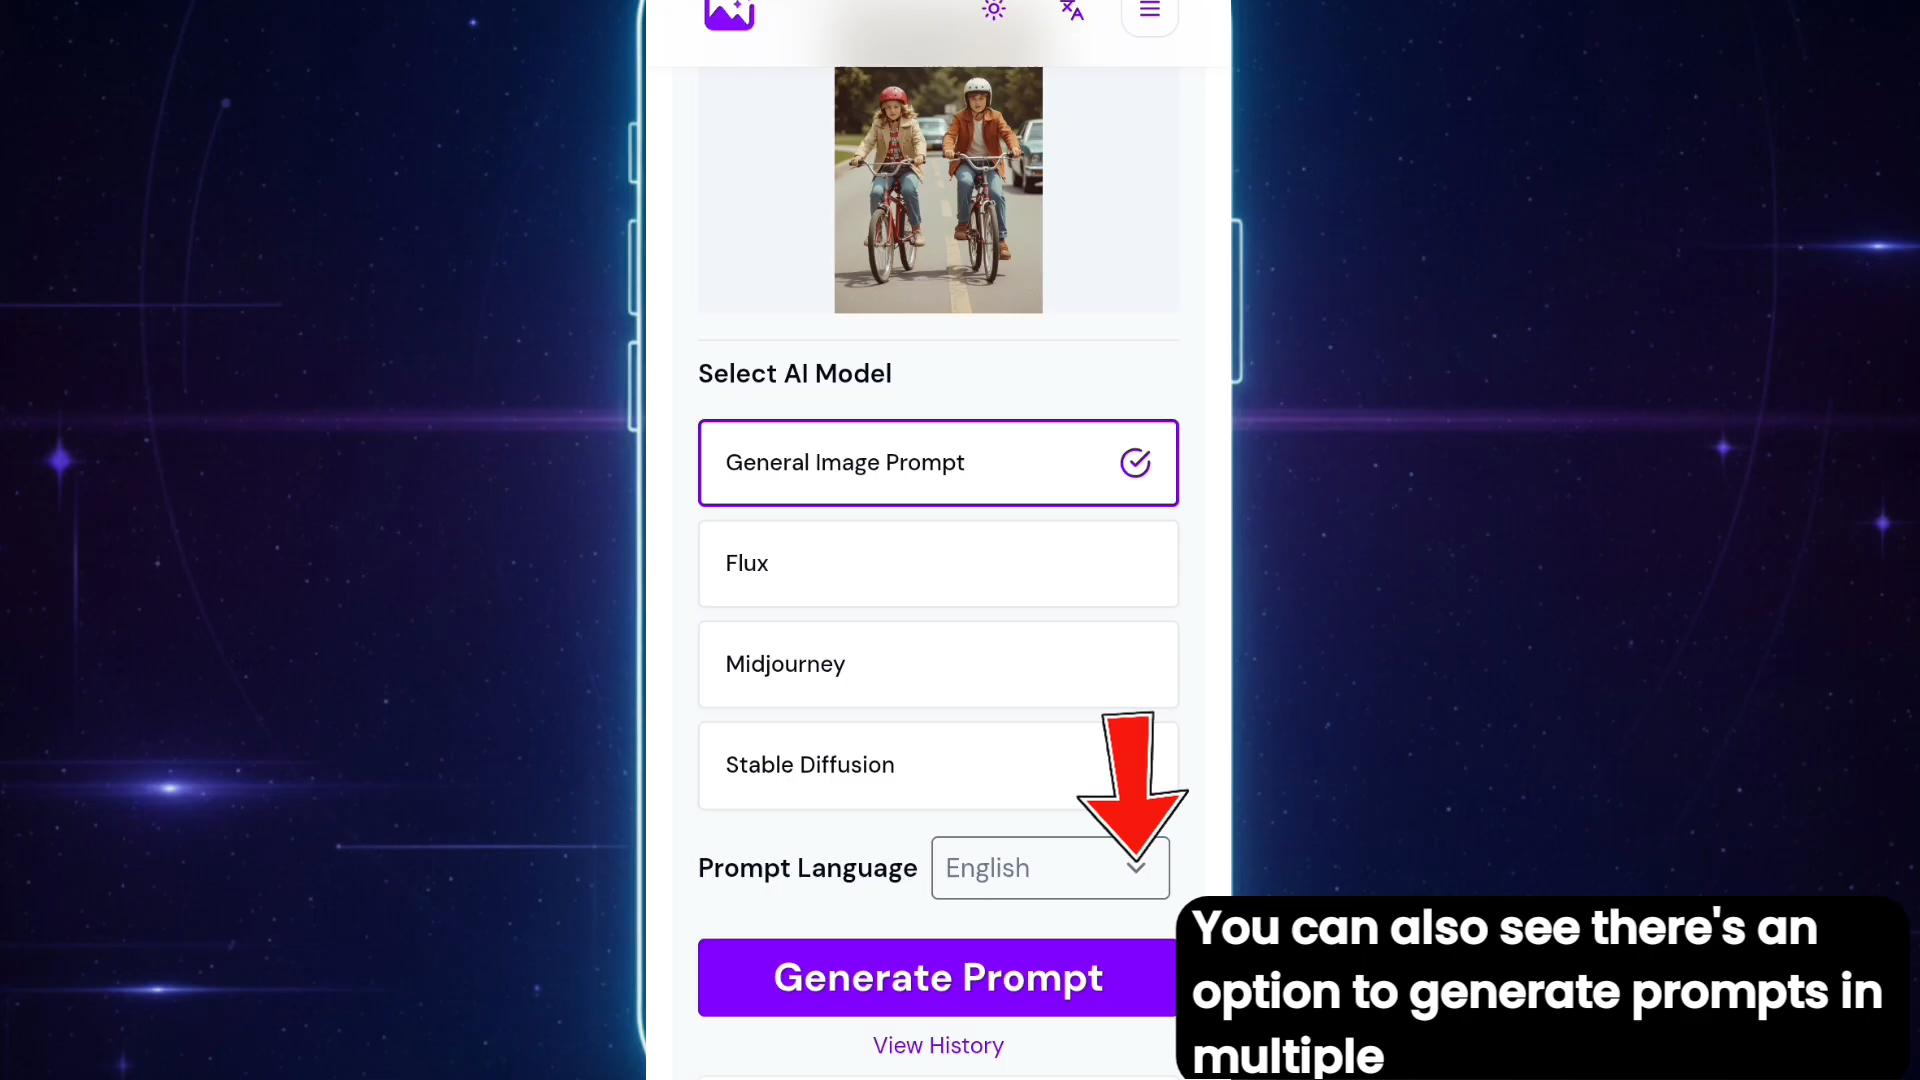 Select AI Model
General Image Prompt
Flux
Midjourney
Stable Diffusion
Prompt Language English
Generate Prompt
View History
You can also see there's an
option to generate prompts in
multiple